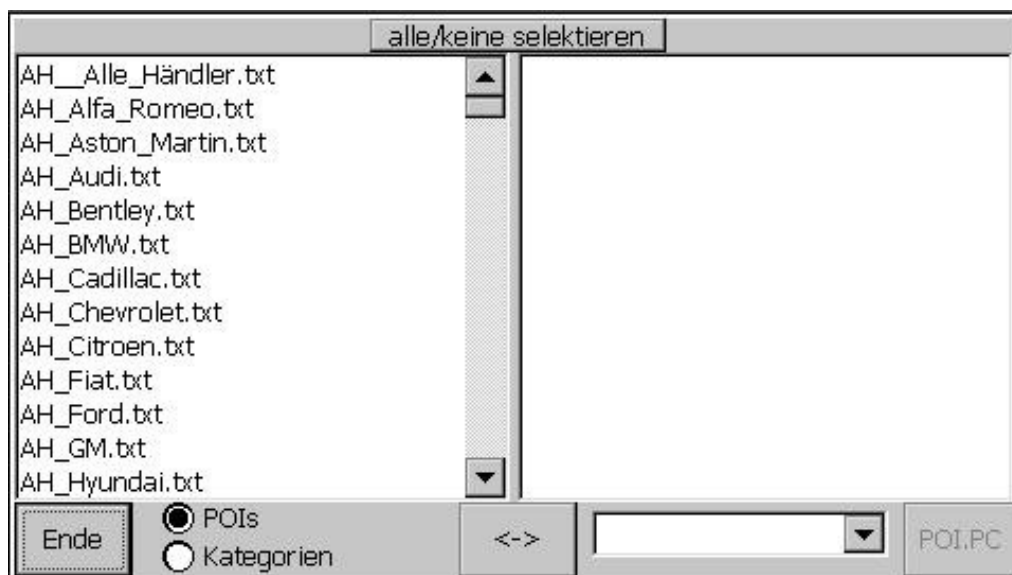 alle/keine selektieren
AH__Alle_Händler.txt
AH_Alfa_Romeo.txt
AH_Aston_Martin.txt
AH_Audi.txt
AH_Bentley.txt
AH_BMW.txt
AH_Cadillac.txt
AH_Chevrolet.txt
AH_Citroen.txt
AH_Fiat.txt
AH_Ford.txt
AH_GM.txt
AH_Hyundai.txt
Ende
POIs
Kategorien
<->
POI.PC